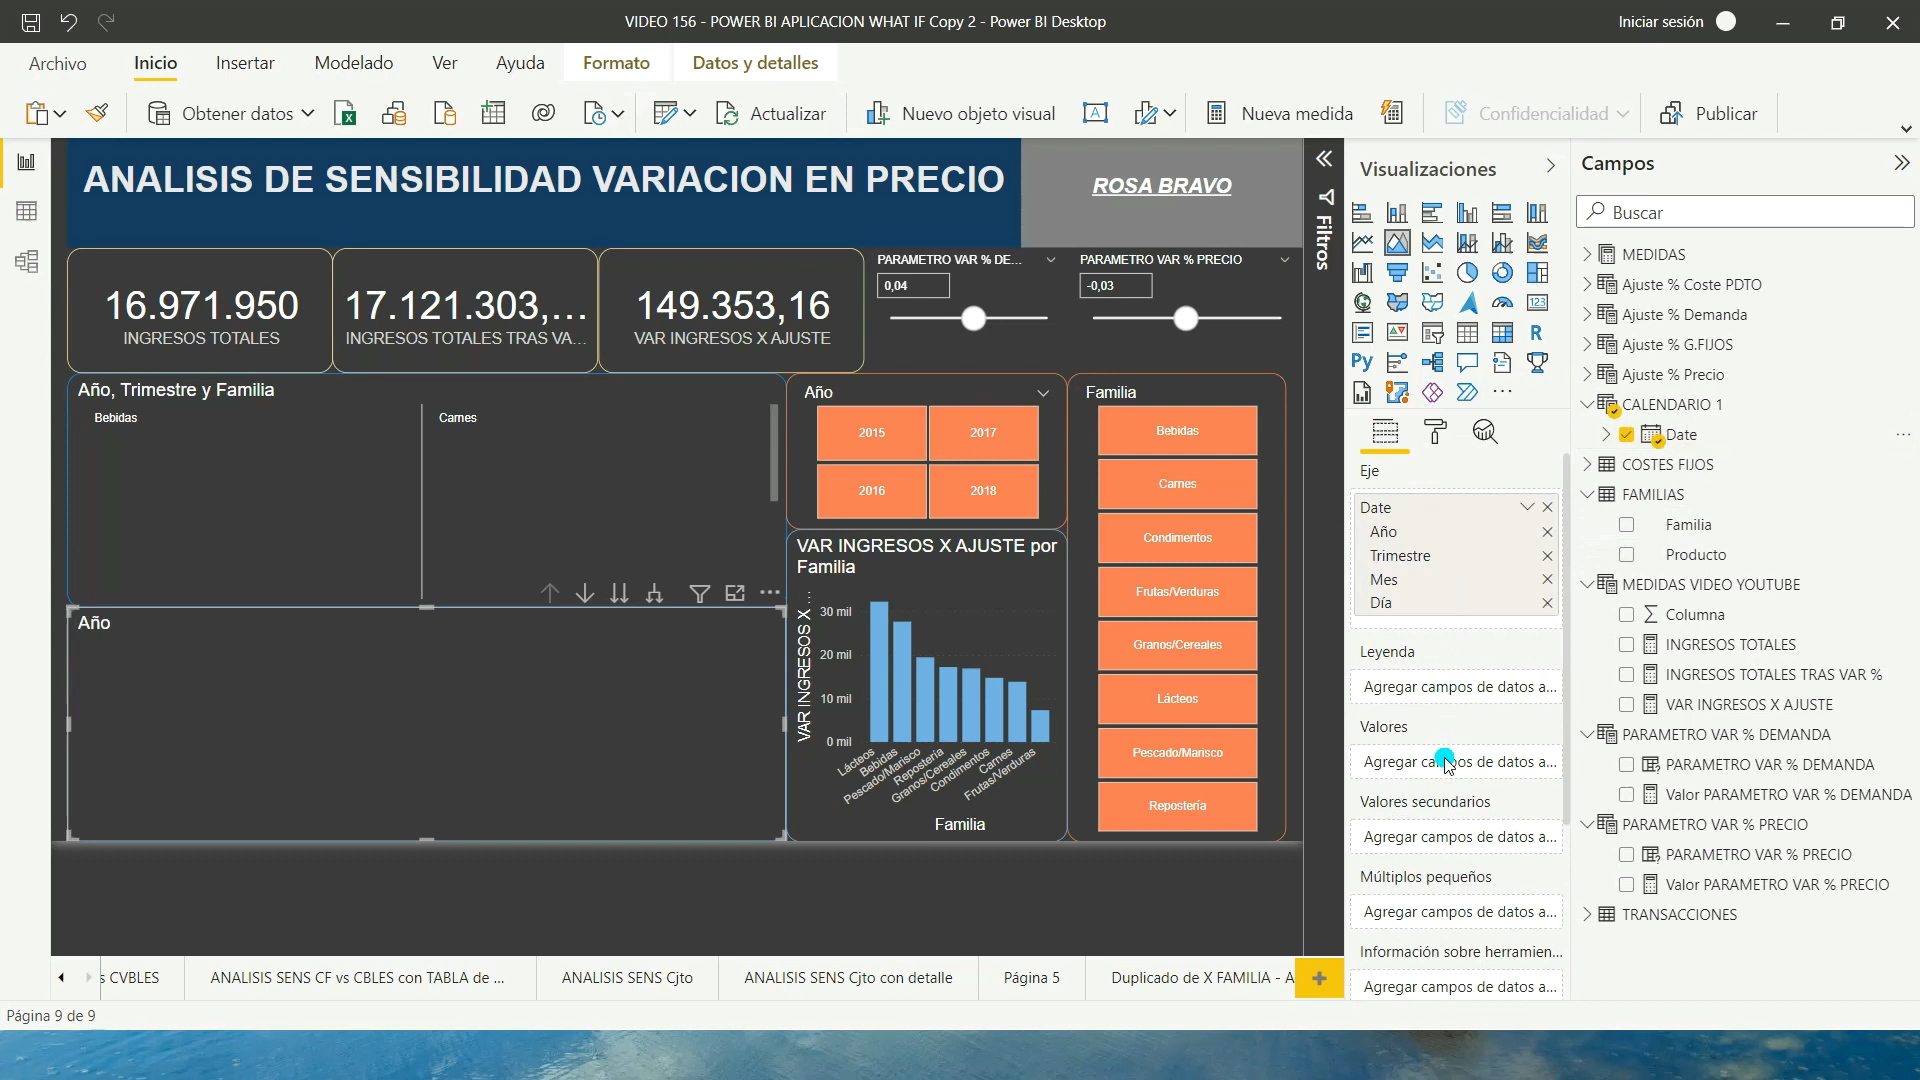 VIDEO 156 - POWER BI APLICACION WHAT IF Copy 2 - Power BI Desktop
Iniciar sesión
Archivo
Inicio
Insertar
Modelado
Ver
Ayuda
Formato
Datos y detalles
Obtener datos
Actualizar
Nuevo objeto visual
Nueva medida
Confidencialidad
Publicar
ANALISIS DE SENSIBILIDAD VARIACION EN PRECIO
ROSA BRAVO
16.971.950
INGRESOS TOTALES
17.121.303,...
INGRESOS TOTALES TRAS VA...
149.353,16
VAR INGRESOS X AJUSTE
PARAMETRO VAR % DE...
0,04
PARAMETRO VAR % PRECIO
-0,03
Año, Trimestre y Familia
Bebidas
Carnes
Año
Año
2015
2017
2016
2018
VAR INGRESOS X AJUSTE por
Familia
VAR INGRESOS X ...
30 mil
20 mil
10 mil
0 mil
Lácteos
Bebidas
Pescado/Marisco
Repostería
Granos/Cereales
Condimentos
Carnes
Frutas/Verduras
Familia
Familia
Bebidas
Carnes
Condimentos
Frutas/Verduras
Granos/Cereales
Lácteos
Pescado/Marisco
Repostería
Filtros
Visualizaciones
123
R
Py
...
Eje
Date
Año
Trimestre
Mes
Día
Leyenda
Agregar campos de datos a...
Valores
Agregar campos de datos a...
Valores secundarios
Agregar campos de datos a...
Múltiplos pequeños
Agregar campos de datos a...
Información sobre herramien...
Agregar campos de datos a...
Campos
Buscar
MEDIDAS
Ajuste % Coste PDTO
Ajuste % Demanda
Ajuste % G.FIJOS
Ajuste % Precio
CALENDARIO 1
Date
COSTES FIJOS
FAMILIAS
Familia
Producto
MEDIDAS VIDEO YOUTUBE
Columna
INGRESOS TOTALES
INGRESOS TOTALES TRAS VAR %
VAR INGRESOS X AJUSTE
PARAMETRO VAR % DEMANDA
PARAMETRO VAR % DEMANDA
Valor PARAMETRO VAR % DEMANDA
PARAMETRO VAR % PRECIO
PARAMETRO VAR % PRECIO
Valor PARAMETRO VAR % PRECIO
TRANSACCIONES
s CVBLES
ANALISIS SENS CF vs CBLES con TABLA de ...
ANALISIS SENS Cjto
ANALISIS SENS Cjto con detalle
Página 5
Duplicado de X FAMILIA - A
Página 9 de 9